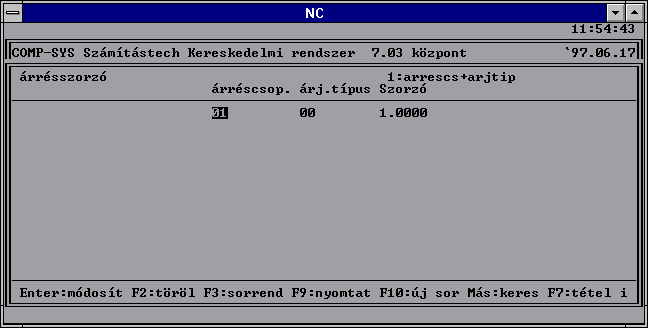 NC
11:54:43
COMP-SYS Számítástech Kereskedelmi rendszer 7.03 központ `97.06.17
árrésszorzó 1:arrescs+arjtip
árréscsop. árj.típus Szorzó
01 00 1.0000
Enter:módosít F2:töröl F3:sorrend F9:nyomtat F10:új sor Más:keres F7:tétel i